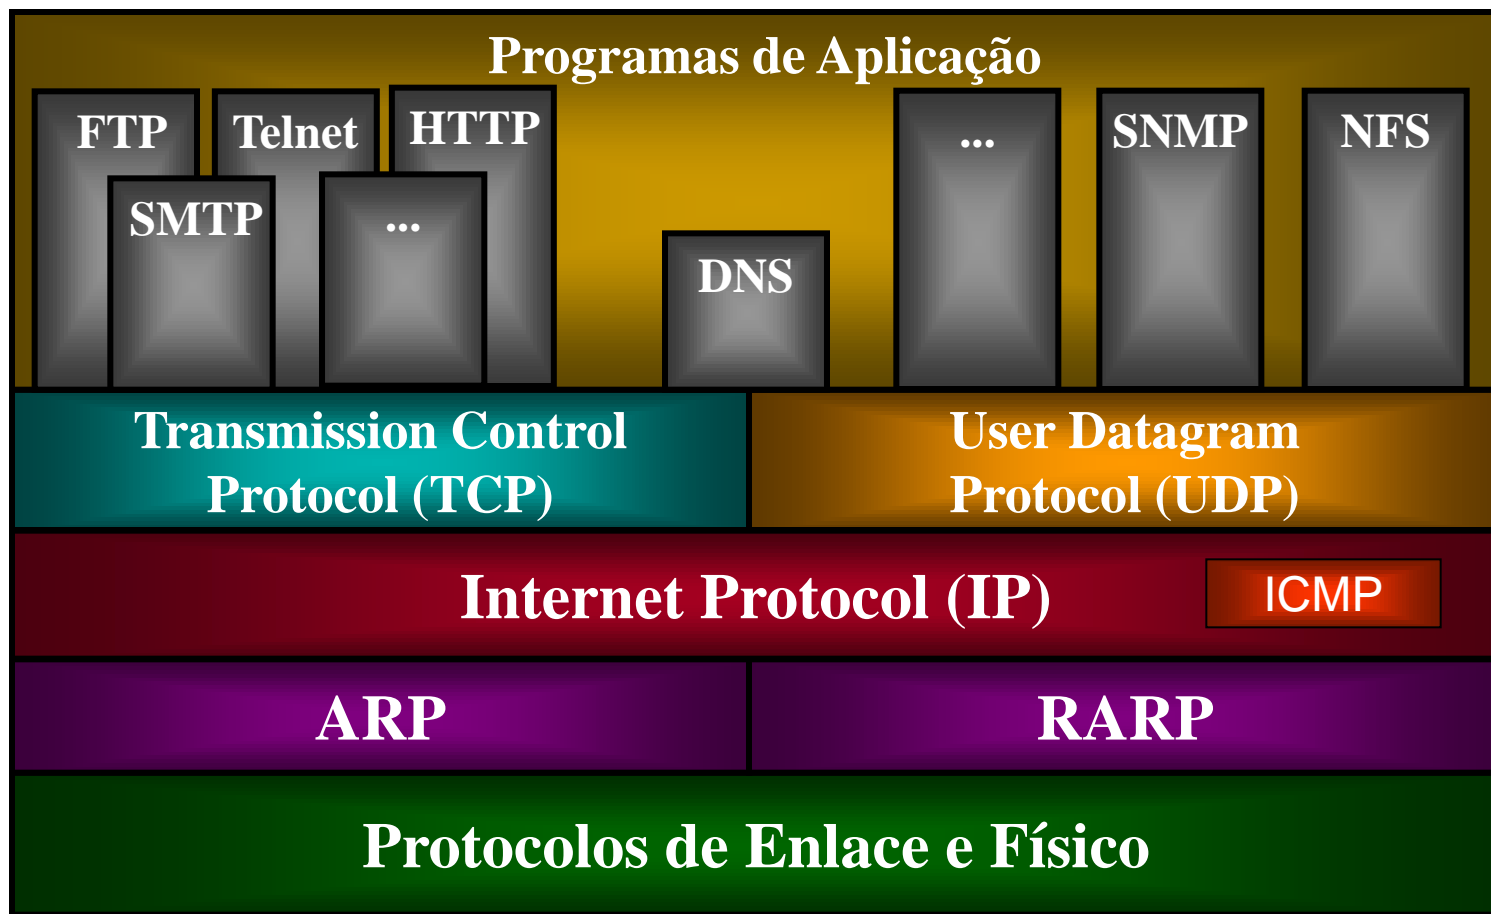 Programas de Aplicação
FTP
Telnet
HTTP
...
SNMP
NFS
SMTP
...
DNS
Transmission Control
Protocol (TCP)
User Datagram
Protocol (UDP)
Internet Protocol (IP)
ICMP
ARP
RARP
Protocolos de Enlace e Físico